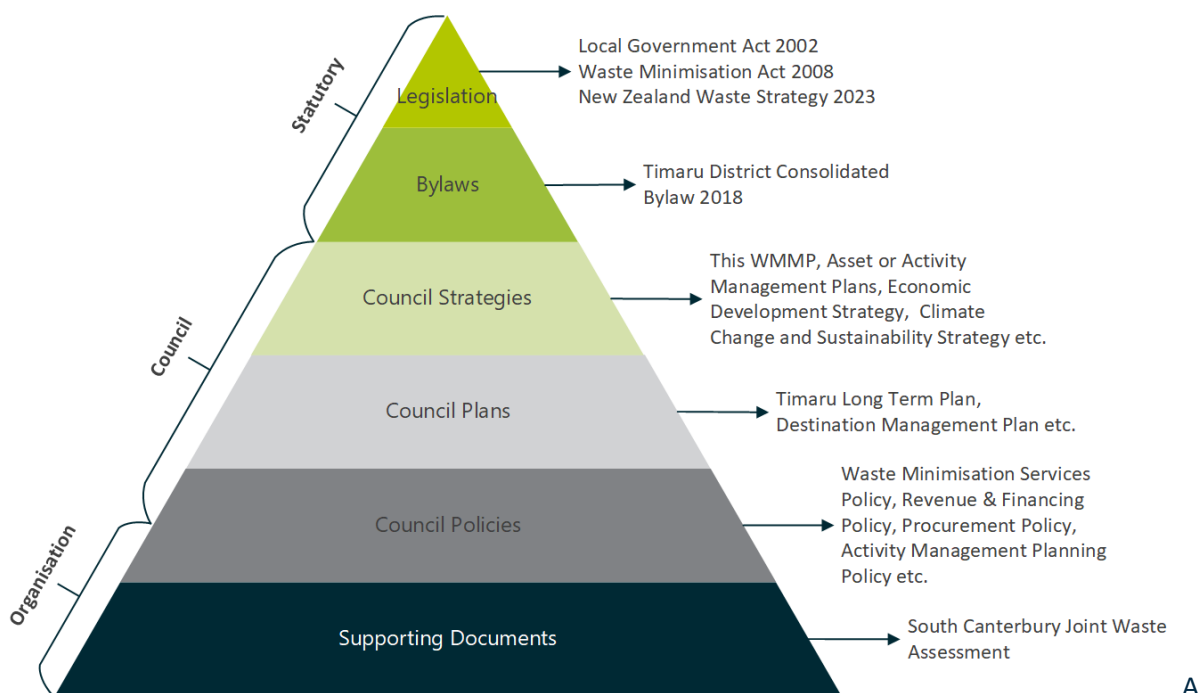 Local Government Act 2002
Waste Minimisation Act 2008
New Zealand Waste Strategy 2023
Statutory
Legislation
Timaru District Consolidated
Bylaw 2018
Bylaws
This WMMP, Asset or Activity
Management Plans, Economic
Development Strategy,  Climate
Change and Sustainability Strategy etc.
Council Strategies
Council
Timaru Long Term Plan,
Destination Management Plan etc.
Council Plans
Waste Minimisation Services
Policy, Revenue & Financing
Policy, Procurement Policy,
Activity Management Planning
Policy etc.
Council Policies
Organisation
South Canterbury Joint Waste
Assessment
Supporting Documents
A